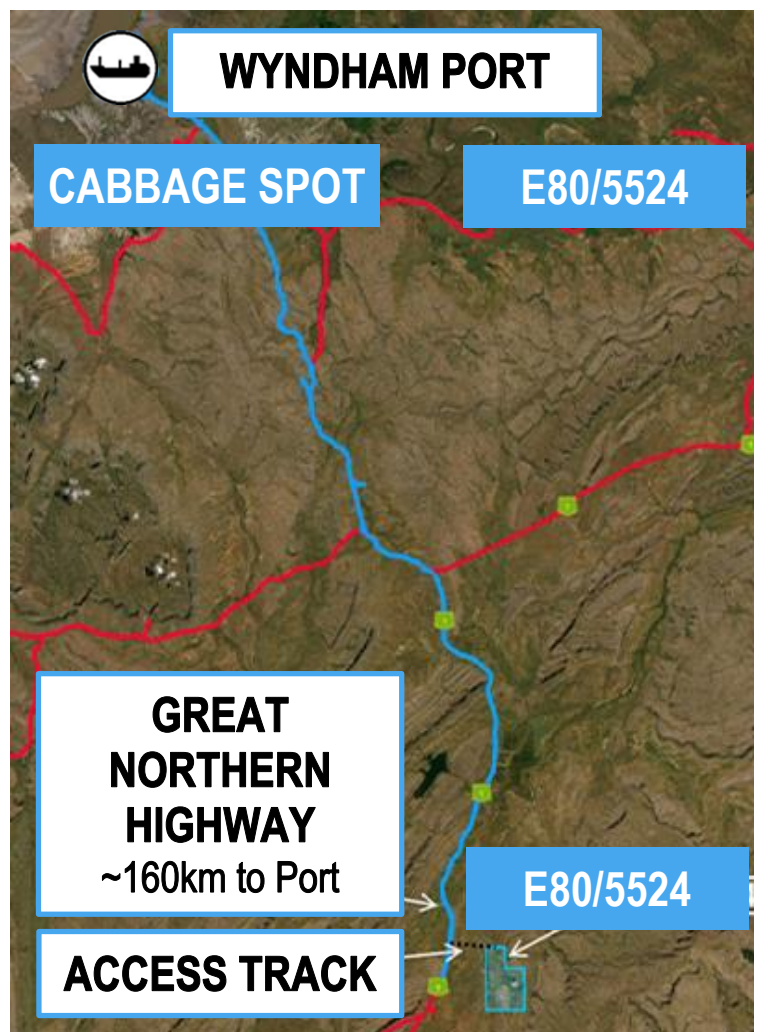 WYNDHAM PORT
CABBAGE SPOT
E80/5524
GREAT
NORTHERN
HIGHWAY
~160km to Port
E80/5524
ACCESS TRACK